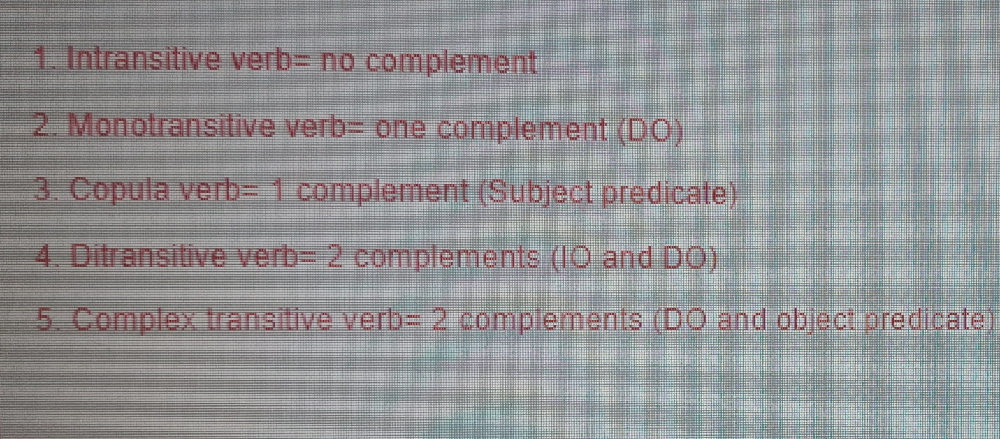 1. Intransitive verb= no complement
2. Monotransitive verb= one complement (DO)
3. Copula verb= 1 complement (Subject predicate)
4. Ditransitive verb= 2 complements (IO and DO)
5. Complex transitive verb= 2 complements (DO and object predicate)